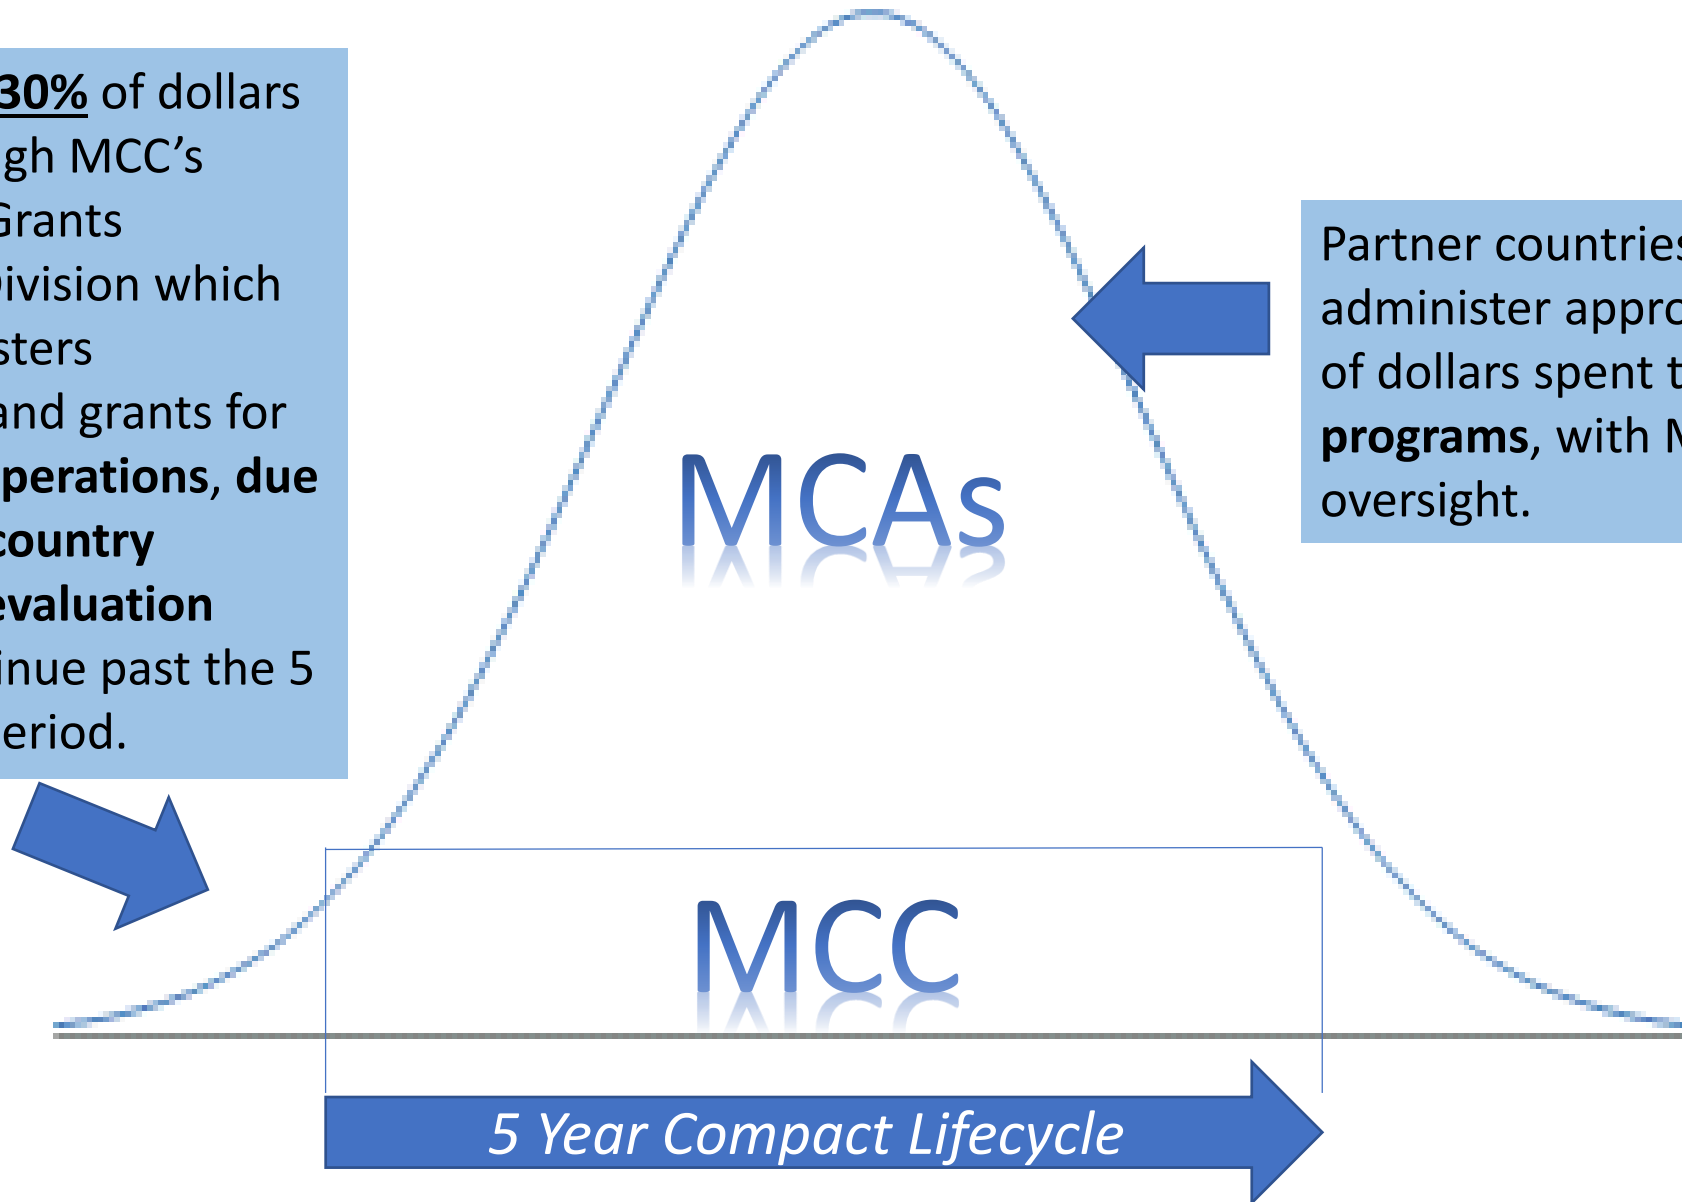 30% of dollars
gh MCC’s
Grants
Division which
sters
and grants for
perations, due
country
evaluation
inue past the 5
eriod.
Partner countries
administer appro
of dollars spent t
programs, with M
oversight.
MCAs
MCC
5 Year Compact Lifecycle